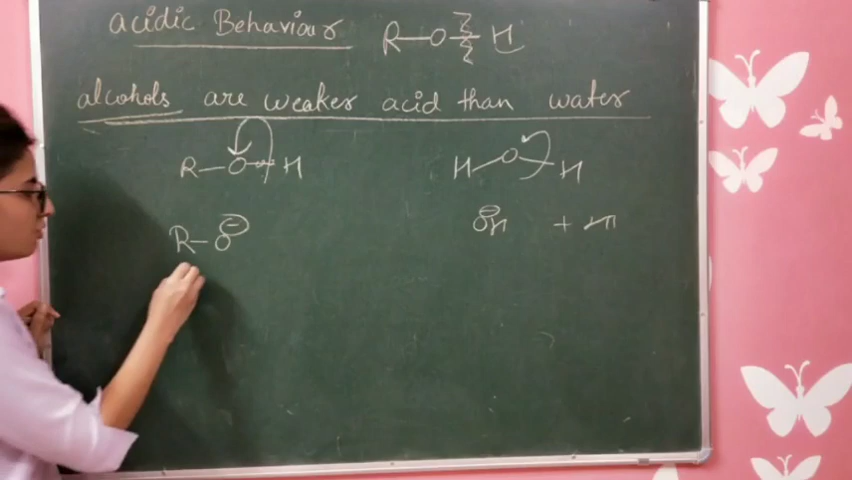 acidic Behaviour R-O-H
alcohols are weaker acid than water
R-O-H H-O-H
R-O⊖ ⊖OH +